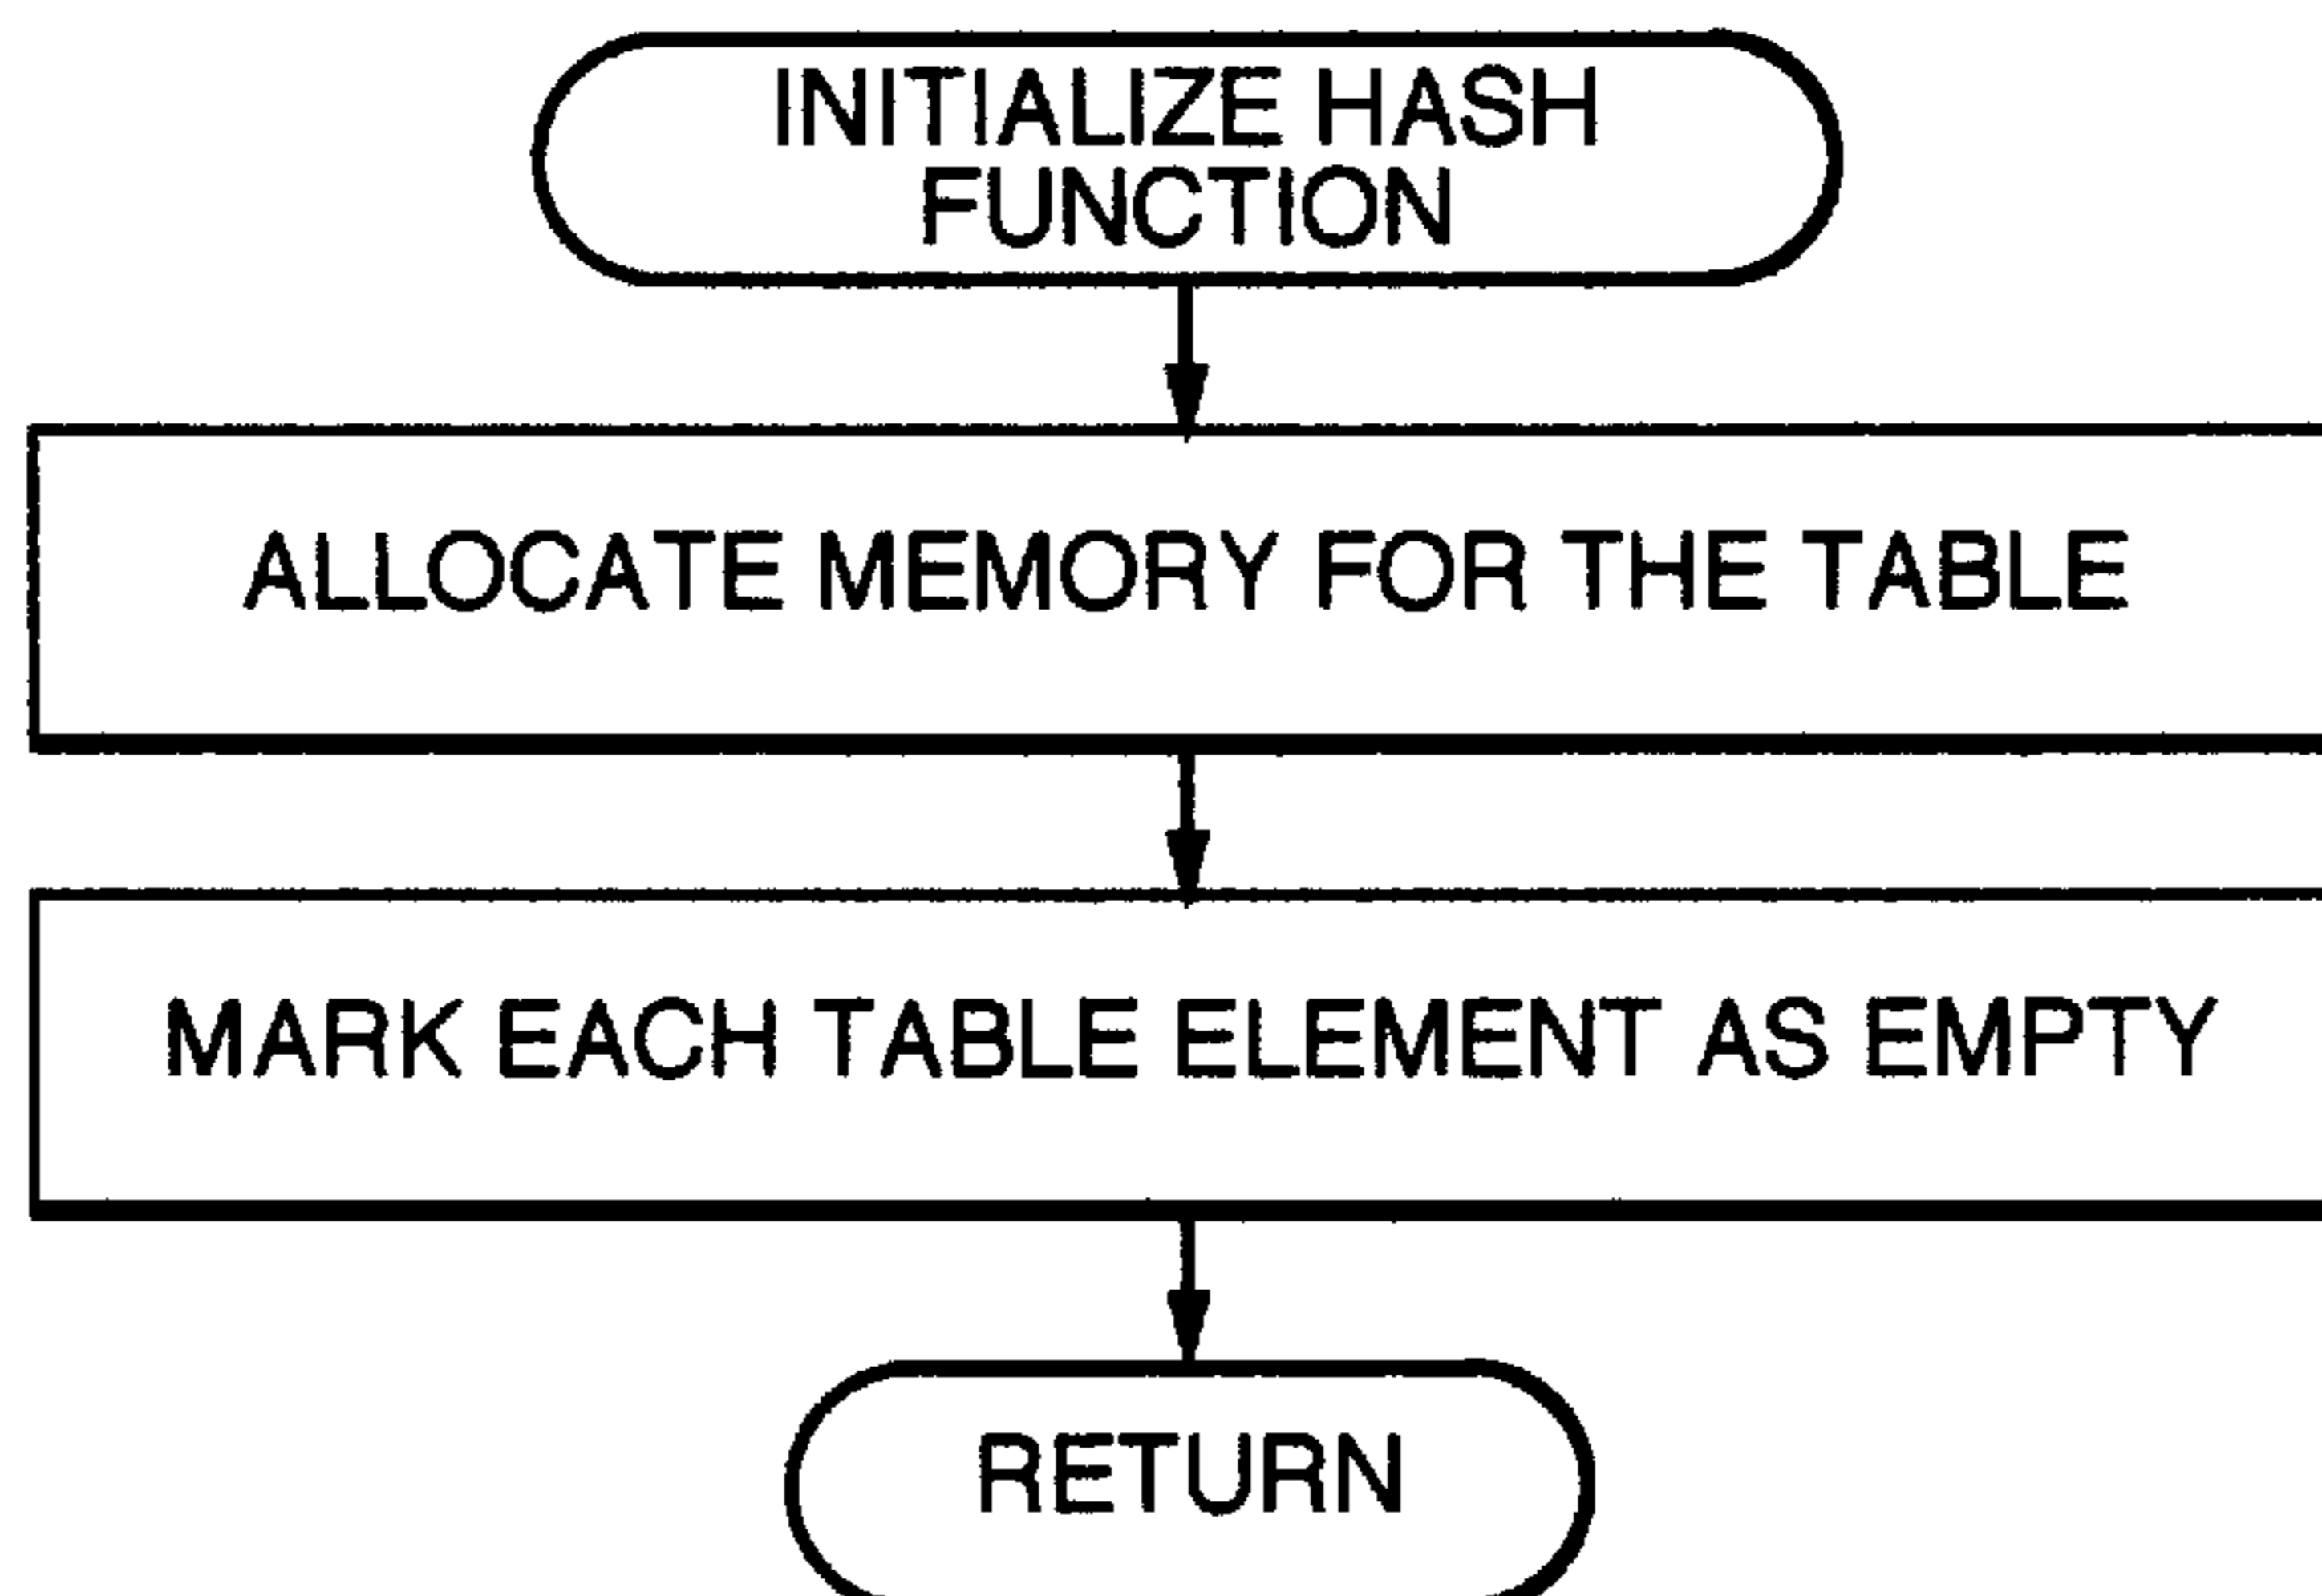 INITIALIZE HASH
FUNCTION
ALLOCATE MEMORY FOR THE TABLE
MARK EACH TABLE ELEMENT AS EMPTY
RETURN